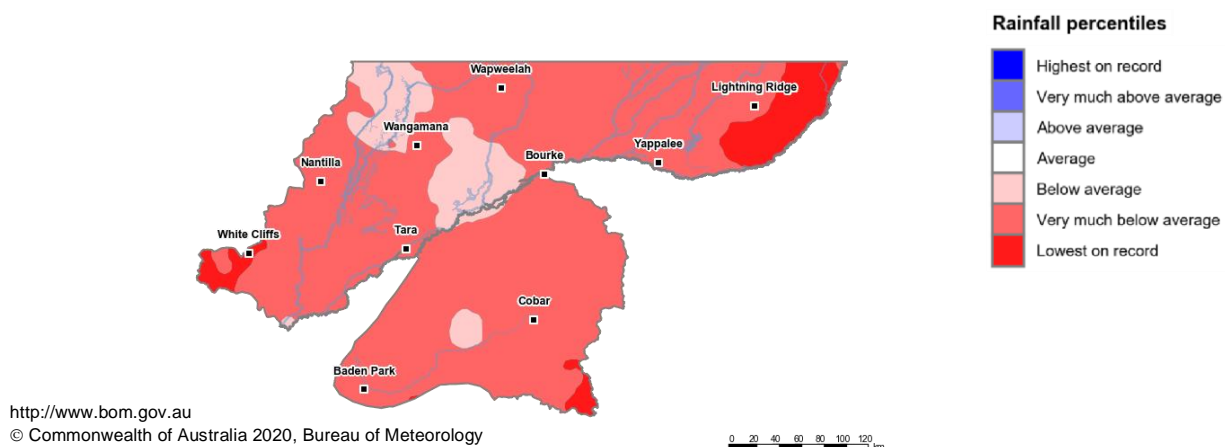 Rainfall percentiles
Highest on record
Very much above average
Above average
Average
Below average
Very much below average
Lowest on record
Wapweelah
Lightning Ridge
Wangamana
Yappalee
Bourke
Nantilla
Tara
White Cliffs
Cobar
Baden Park
http://www.bom.gov.au
© Commonwealth of Australia 2020, Bureau of Meteorology
0 20 40 60 80 100 120
km